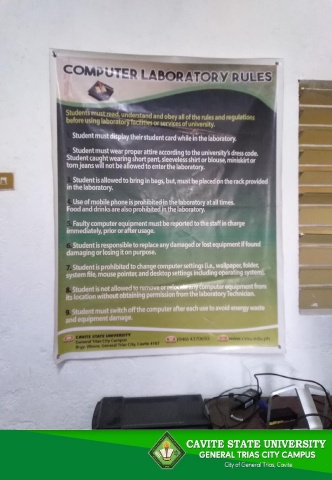 COMPUTER LABORATORY RULES
Students must read, understand and obey all of the rules and regulations
before using laboratory facilities or services of university.
Student must display their student card while in the laboratory.
Student must wear proper attire according to the university's dress code.
Student caught wearing short pant, sleeveless shirt or blouse, miniskirt or
torn jeans will not be allowed to enter the laboratory.
Student is allowed to bring in bags, but, must be placed on the rack provided
in the laboratory.
Use of mobile phone is prohibited in the laboratory at all times.
Food and drinks are also prohibited in the laboratory.
Faulty computer equipment must be reported to the staff in charge
immediately, prior or after usage.
6. Student is responsible to replace any damaged or lost equipment if found
damaging or losing it on purpose.
7. Student is prohibited to change computer settings (i.e., wallpaper, folder,
system file, mouse pointer, and desktop settings including operating system).
8. Student is not allowed to remove or relocate any computer equipment from
its location without obtaining permission from the laboratory Technician.
9. Student must switch off the computer after each use to avoid energy waste
and equipment damage.
CAVITE STATE UNIVERSITY
General Trias City Campus
General Trias City, Cavite 4107
CAVITE STATE UNIVERSITY
GENERAL TRIAS CITY CAMPUS
City of General Trias, Cavite